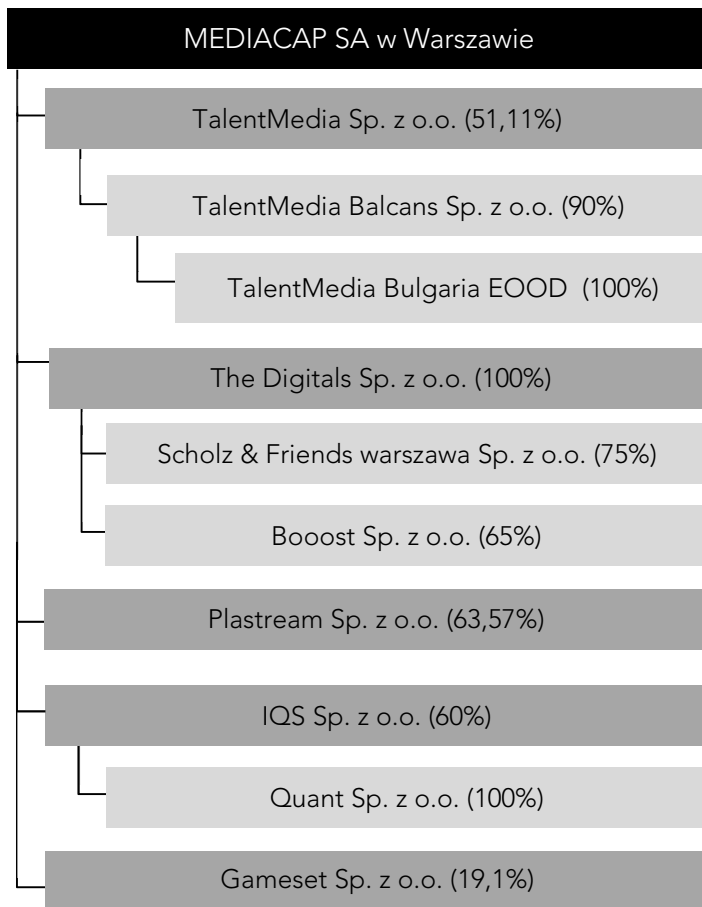 MEDIACAP SA w Warszawie
TalentMedia Sp. z o.o. (51,11%)
TalentMedia Balcans Sp. z o.o. (90%)
TalentMedia Bulgaria EOOD (100%)
The Digitals Sp. z o.o. (100%)
Scholz & Friends warszawa Sp. z o.o. (75%)
Booost Sp. z o.o. (65%)
Plastream Sp. z o.o. (63,57%)
IQS Sp. z o.o. (60%)
Quant Sp. z o.o. (100%)
Gameset Sp. z o.o. (19,1%)